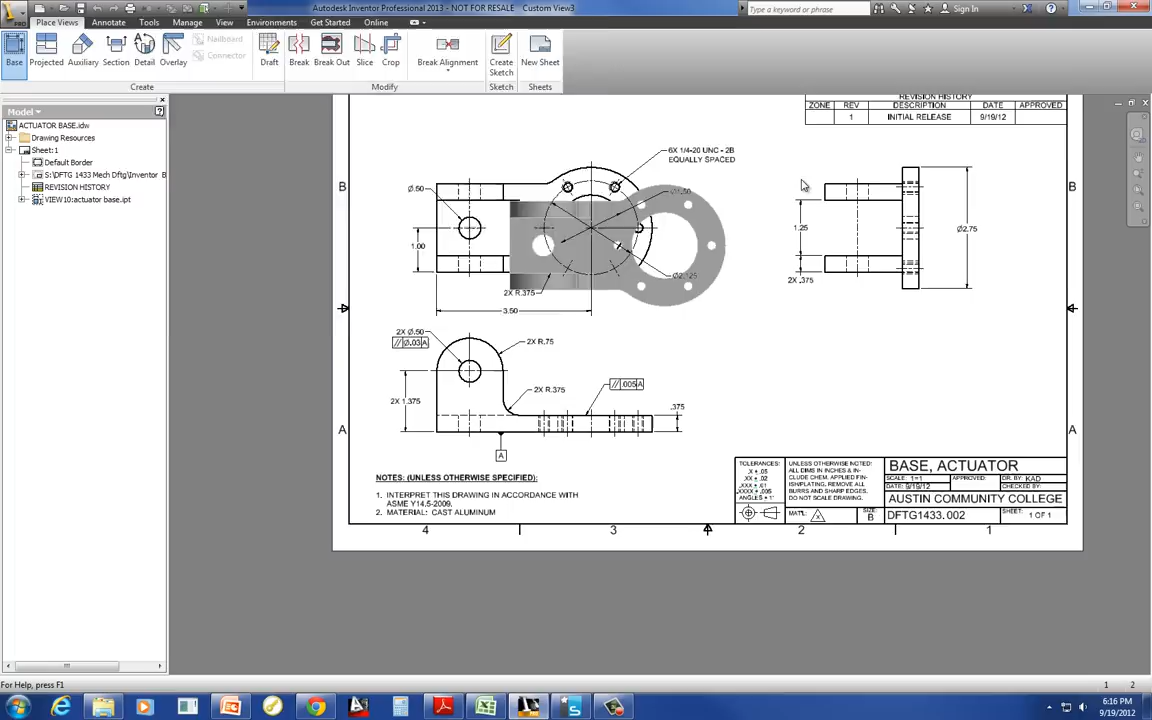 Autodesk Inventor Professional 2013 - NOT FOR RESALE Custom View3
Type a keyword or phrase
Sign In
PRO
Place Views Annotate Tools Manage View Environments Get Started Online
Base Projected Auxiliary Section Detail Overlay
Nailboard
Connector
Draft Break Break Out Slice Crop Break Alignment
Create Sketch
New Sheet
Create Modify Sketch Sheets
Model
ACTUATOR BASE.idw
Drawing Resources
Sheet:1
Default Border
S:\DFTG 1433 Mech Dftg\Inventor B
REVISION HISTORY
VIEW10:actuator base.ipt
REVISION HISTORY
ZONE REV DESCRIPTION DATE APPROVED
1 INITIAL RELEASE 9/19/12
6X 1/4-20 UNC - 2B
EQUALLY SPACED
B
B
Ø.50
1.00
2X R.375
3.50
Ø2.125
1.25
2X .375
Ø2.75
2X Ø.50
// Ø.03 A
2X R.75
2X R.375
// .005 A
2X 1.375
.375
A
A
A
NOTES: (UNLESS OTHERWISE SPECIFIED):
1. INTERPRET THIS DRAWING IN ACCORDANCE WITH
ASME Y14.5-2009.
2. MATERIAL: CAST ALUMINUM
TOLERANCES:
.X ± .05
.XX ± .02
.XXX ± .01
.XXXX ± .005
ANGLES ± 1°
UNLESS OTHERWISE NOTED:
ALL DIMS IN INCHES & IN-
CLUDE CHEM. APPLIED FIN-
ISH/PLATING, REMOVE ALL
BURRS AND SHARP EDGES.
DO NOT SCALE DRAWING.
MAT'L:
SIZE:
B
BASE, ACTUATOR
SCALE: 1=1 APPROVED: DR. BY: KAD
DATE: 9/19/12 CHECKED BY:
AUSTIN COMMUNITY COLLEGE
DFTG1433.002
SHEET: 1 OF 1
4 3 2 1
For Help, press F1
1 2
6:16 PM
9/19/2012